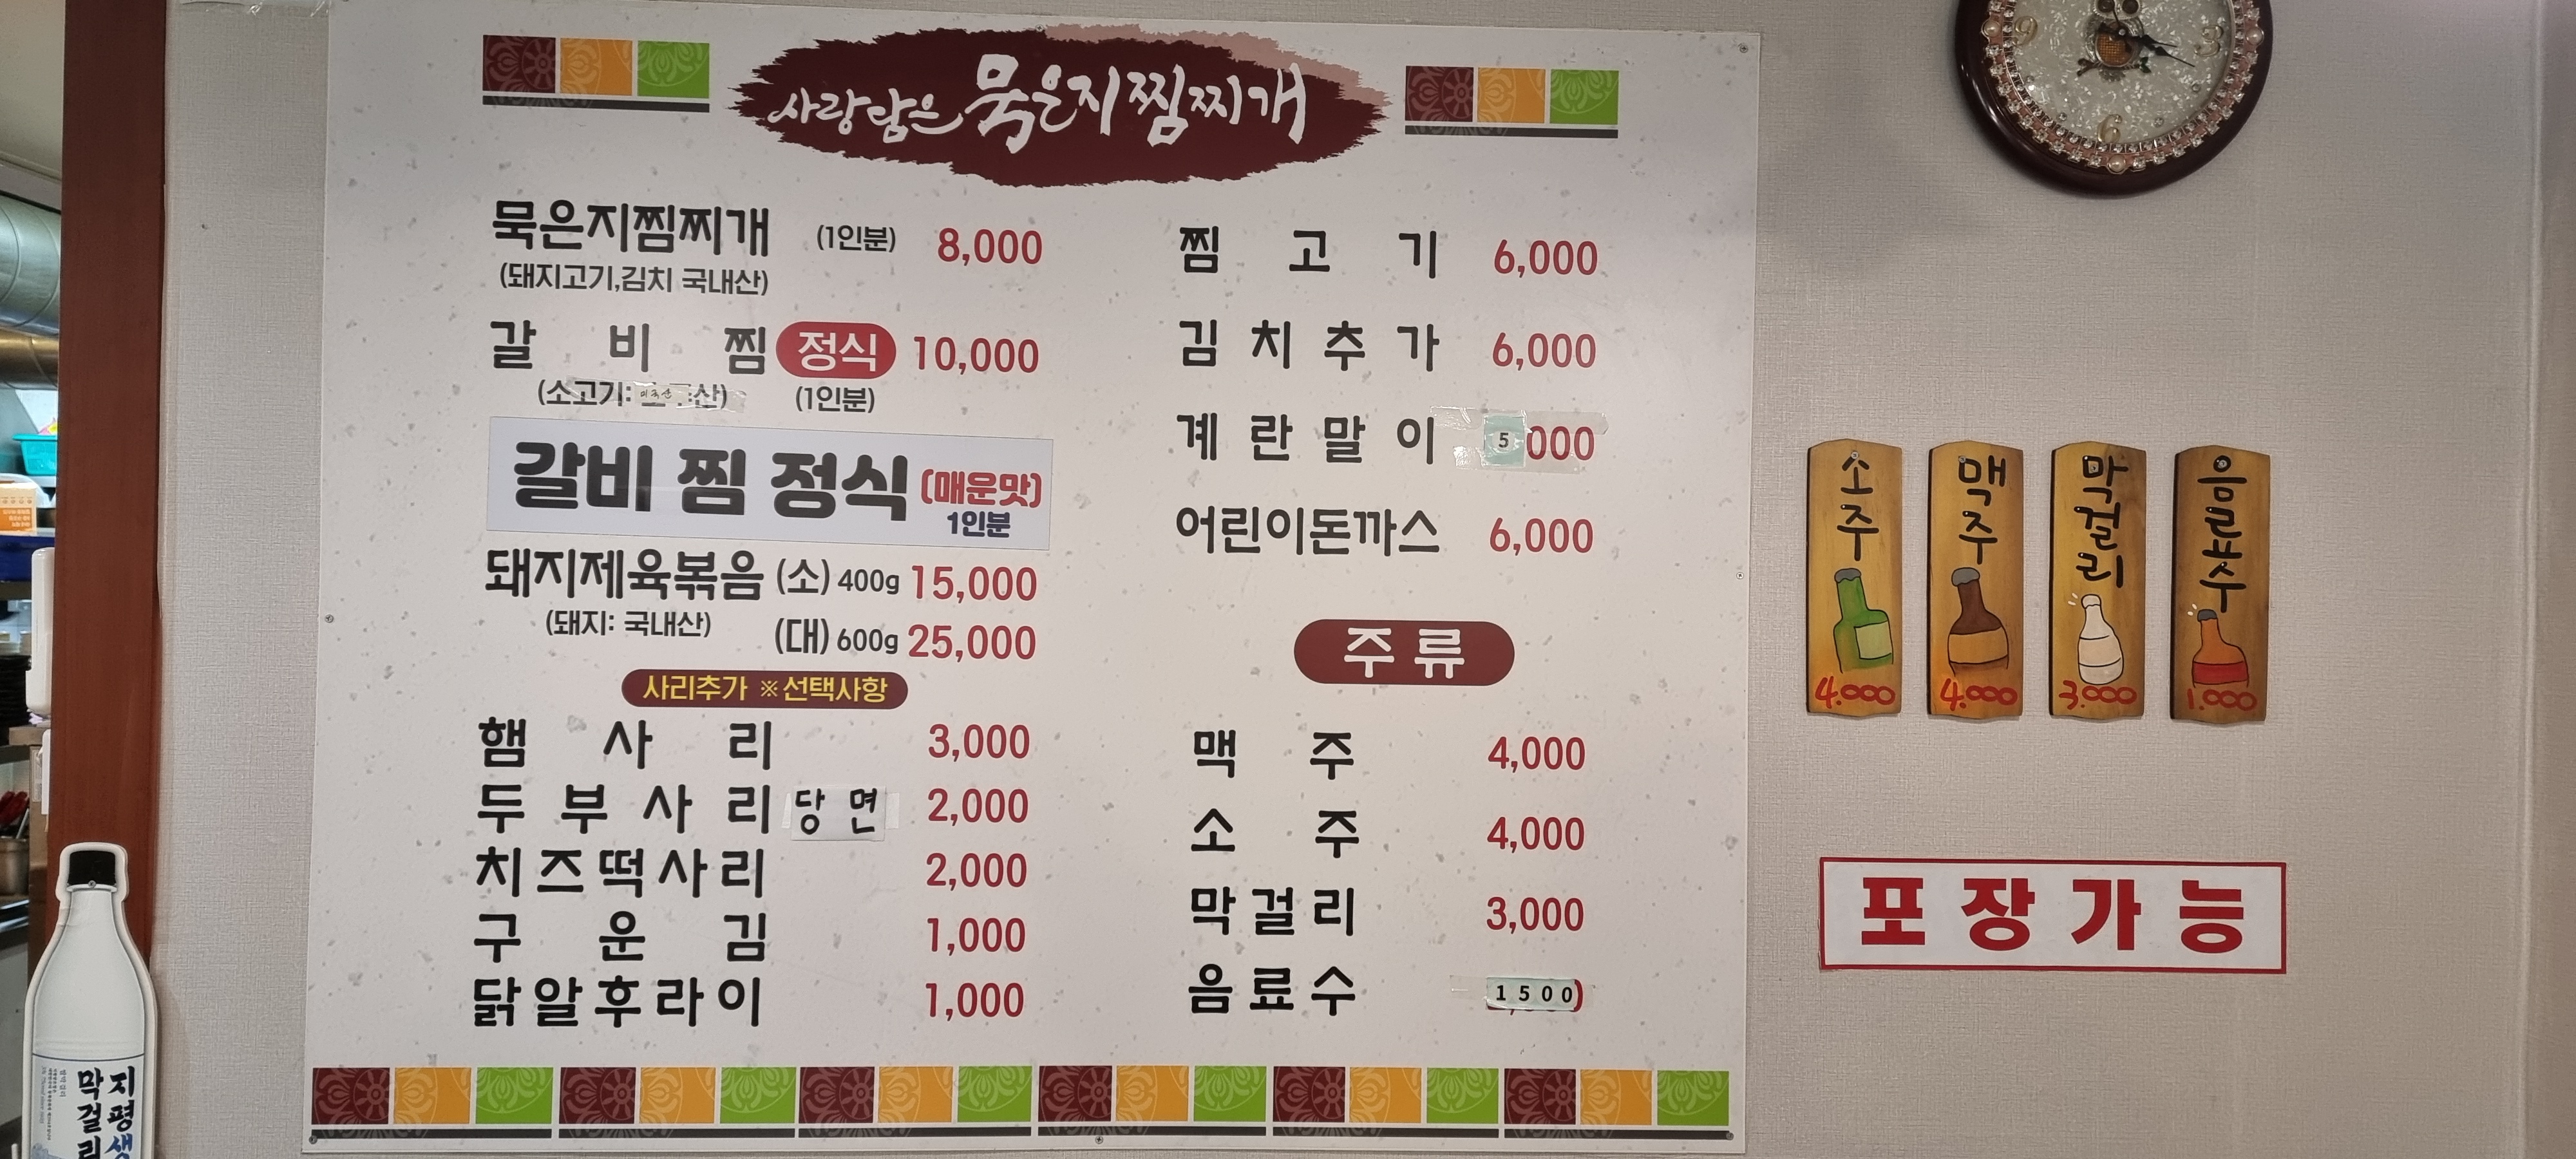 사랑담은 묵은지찜찌개
묵은지찜찌개 (1인분) 8,000
(돼지고기,김치 국내산)
갈비찜 정식 10,000
(소고기: 미국산) (1인분)
갈비찜정식 (매운맛)
1인분
돼지제육볶음 (소) 400g 15,000
(돼지: 국내산) (대) 600g 25,000
사리추가 ※선택사항
햄사리 3,000
두부사리 당면 2,000
치즈떡사리 2,000
구운김 1,000
닭알후라이 1,000
찜고기 6,000
김치추가 6,000
계란말이 5 000
어린이돈까스 6,000
주류
맥주 4,000
소주 4,000
막걸리 3,000
음료수 1500
9 3
6
소주
4.000
맥주
4.000
막걸리
3.000
음료수
1.000
포장가능
지평생
막걸리